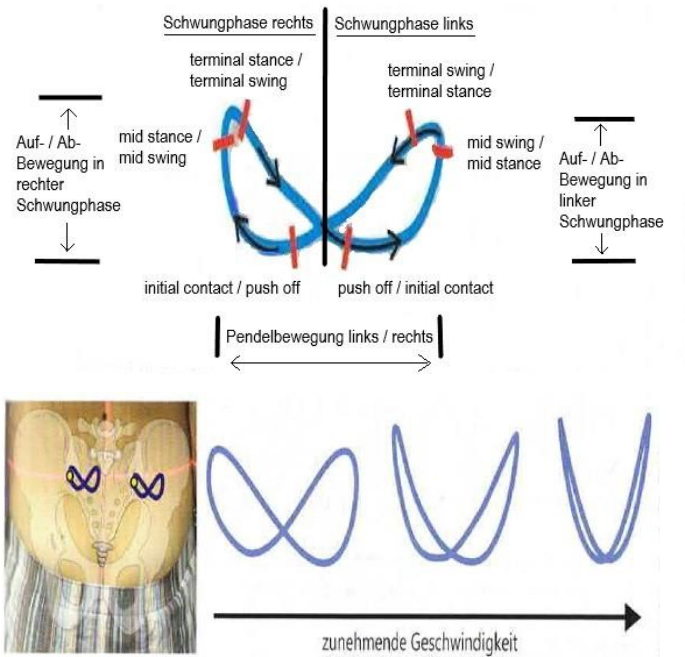 Schwungphase rechts
Schwungphase links
terminal stance /
terminal swing
terminal swing /
terminal stance
mid stance /
mid swing
mid swing /
mid stance
Auf- / Ab-
Bewegung in
rechter
Schwungphase
Auf- / Ab-
Bewegung in
linker
Schwungphase
initial contact / push off
push off / initial contact
Pendelbewegung links / rechts
zunehmende Geschwindigkeit